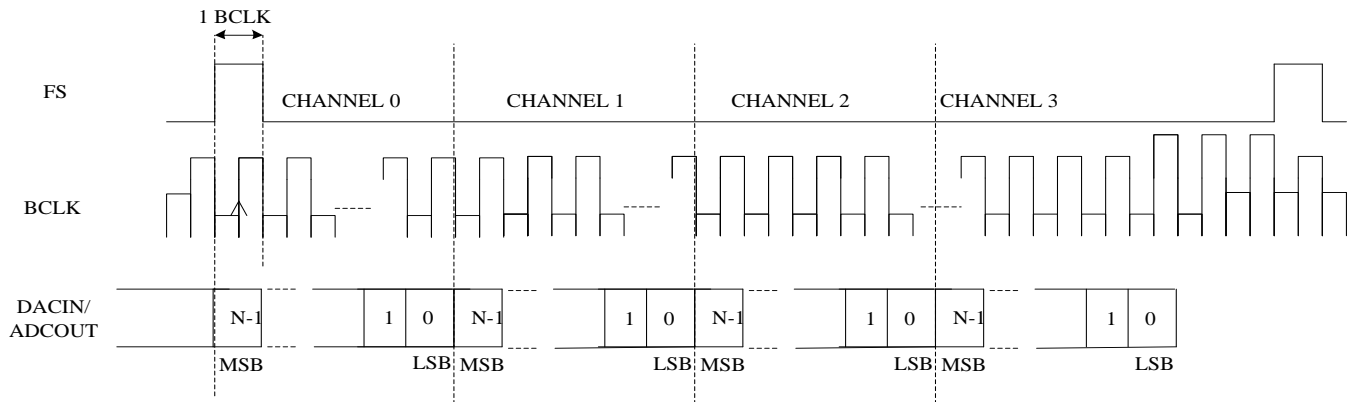 1 BCLK
FS
CHANNEL 0 CHANNEL 1 CHANNEL 2 CHANNEL 3
BCLK
DACIN/
ADCOUT
N-1 1 0 N-1 1 0 N-1 1 0 N-1 1 0
MSB LSB MSB LSB MSB LSB MSB LSB